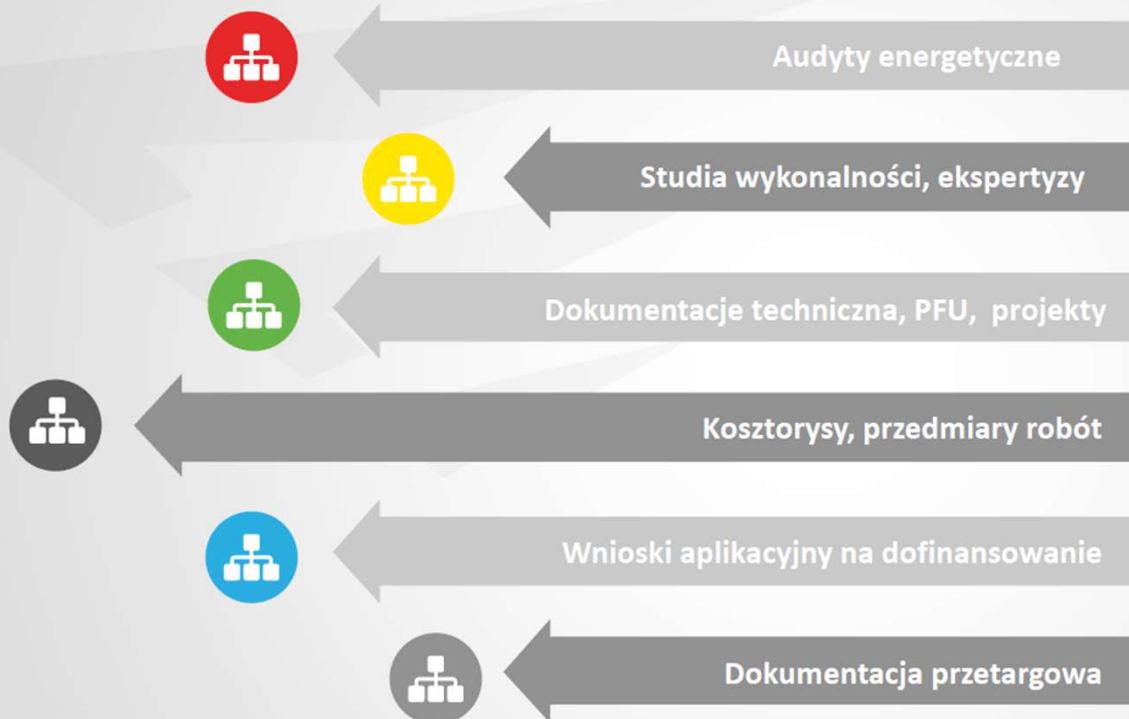 Audyty energetyczne
Studia wykonalności, ekspertyzy
Dokumentacje techniczna, PFU, projekty
Kosztorysy, przedmiary robót
Wnioski aplikacyjny na dofinansowanie
Dokumentacja przetargowa